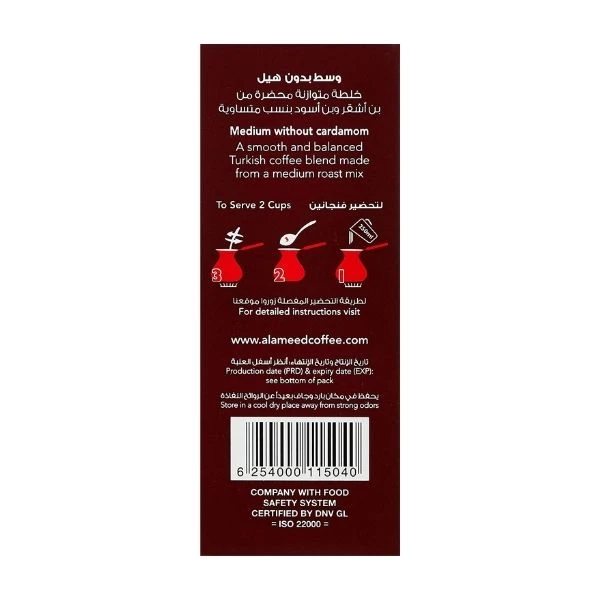 وسط بدون هيل
خلطة متوازنة محضرة من
بن أشقر وبن أسود بنسب متساوية
Medium without cardamom
A smooth and balanced
Turkish coffee blend made
from a medium roast mix
To Serve 2 Cups لتحضير فنجانين
240ml
3 2 1
لطريقة التحضير المفصلة زوروا موقعنا
For detailed instructions visit
www.alameedcoffee.com
تاريخ الإنتاج وتاريخ الإنتهاء: أنظر أسفل العلبة
Production date (PRD) & expiry date (EXP):
see bottom of pack
يحفظ في مكان بارد وجاف بعيداً عن الروائح النفاذة
Store in a cool dry place away from strong odors
6 254000 115040
COMPANY WITH FOOD
SAFETY SYSTEM
CERTIFIED BY DNV GL
= ISO 22000 =